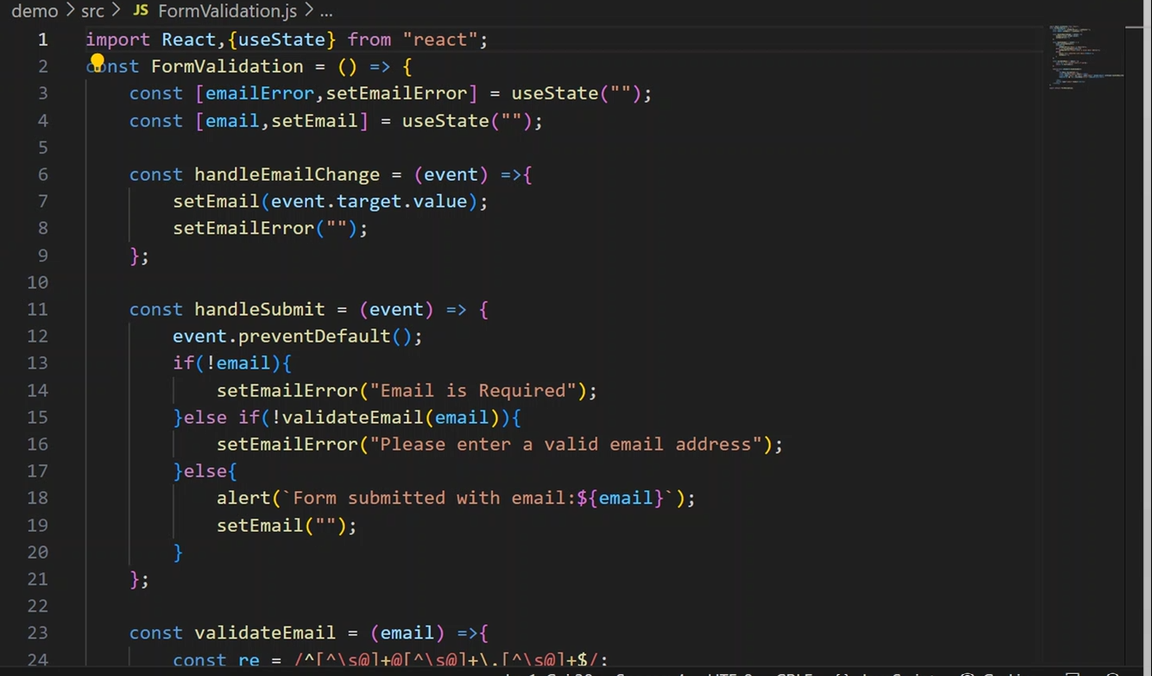 demo > src > JS FormValidation.js > ...
1 import React,{useState} from "react";
2 const FormValidation = () => {
3 const [emailError,setEmailError] = useState("");
4 const [email,setEmail] = useState("");
5
6 const handleEmailChange = (event) =>{
7 setEmail(event.target.value);
8 setEmailError("");
9 };
10
11 const handleSubmit = (event) => {
12 event.preventDefault();
13 if(!email){
14 setEmailError("Email is Required");
15 }else if(!validateEmail(email)){
16 setEmailError("Please enter a valid email address");
17 }else{
18 alert(`Form submitted with email:${email}`);
19 setEmail("");
20 }
21 };
22
23 const validateEmail = (email) =>{
24 const re = /^[^\s@]+@[^\s@]+\.[^\s@]+$/;